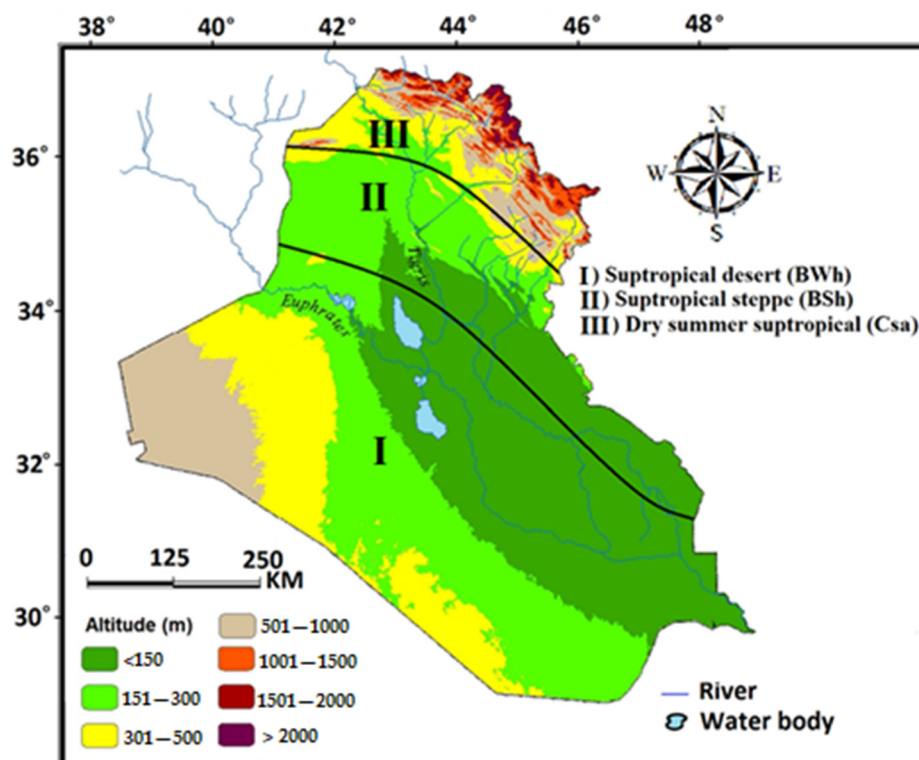 38° 40° 42° 44° 46° 48°
36°
34°
32°
30°
N
W E
S
III
II
I
Tigris
Euphrates
I) Suptropical desert (BWh)
II) Suptropical steppe (BSh)
III) Dry summer suptropical (Csa)
0 125 250
KM
Altitude (m)
<150
151—300
301—500
501—1000
1001—1500
1501—2000
> 2000
River
Water body